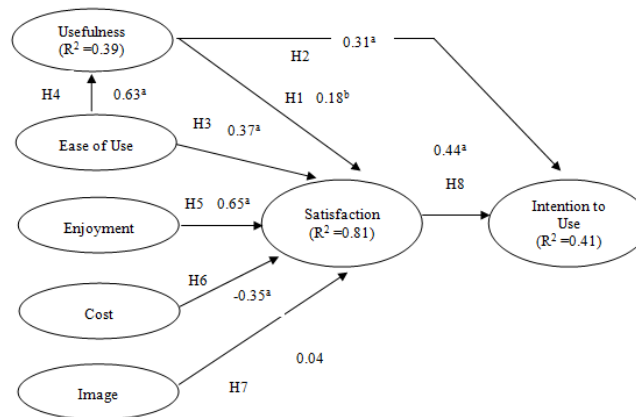 Usefulness
(R² =0.39)
H2 0.31ᵃ
H4 0.63ᵃ
H1 0.18ᵇ
H3 0.37ᵃ
Ease of Use
0.44ᵃ
H8
H5 0.65ᵃ
Enjoyment
Satisfaction
(R² =0.81)
Intention to
Use
(R² =0.41)
H6
-0.35ᵃ
Cost
0.04
H7
Image